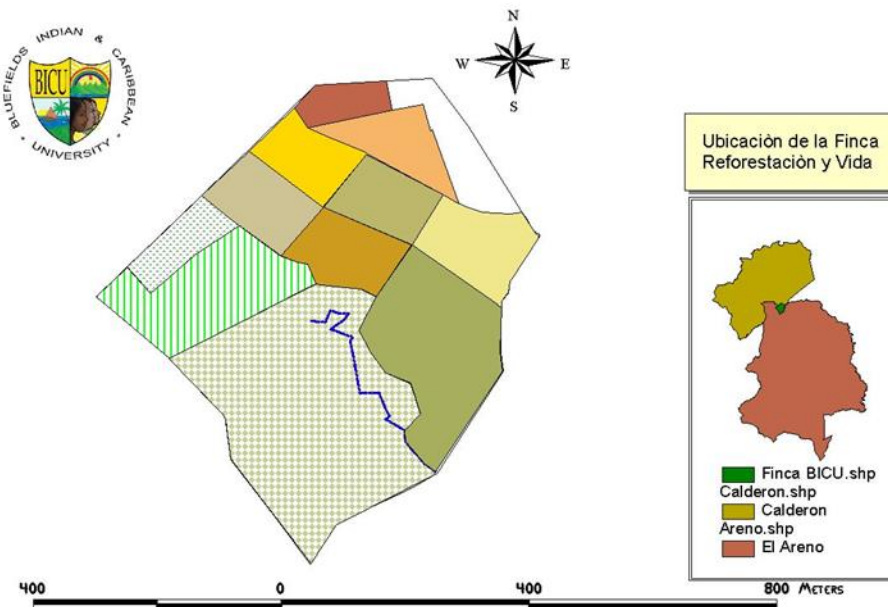 BLUEFIELDS INDIAN & CARIBBEAN
· UNIVERSITY ·
BICU
N
W E
S
Ubicación de la Finca
Reforestación y Vida
Finca BICU.shp
Calderon.shp
Calderon
Areno.shp
El Areno
400 0 400 800 METERS